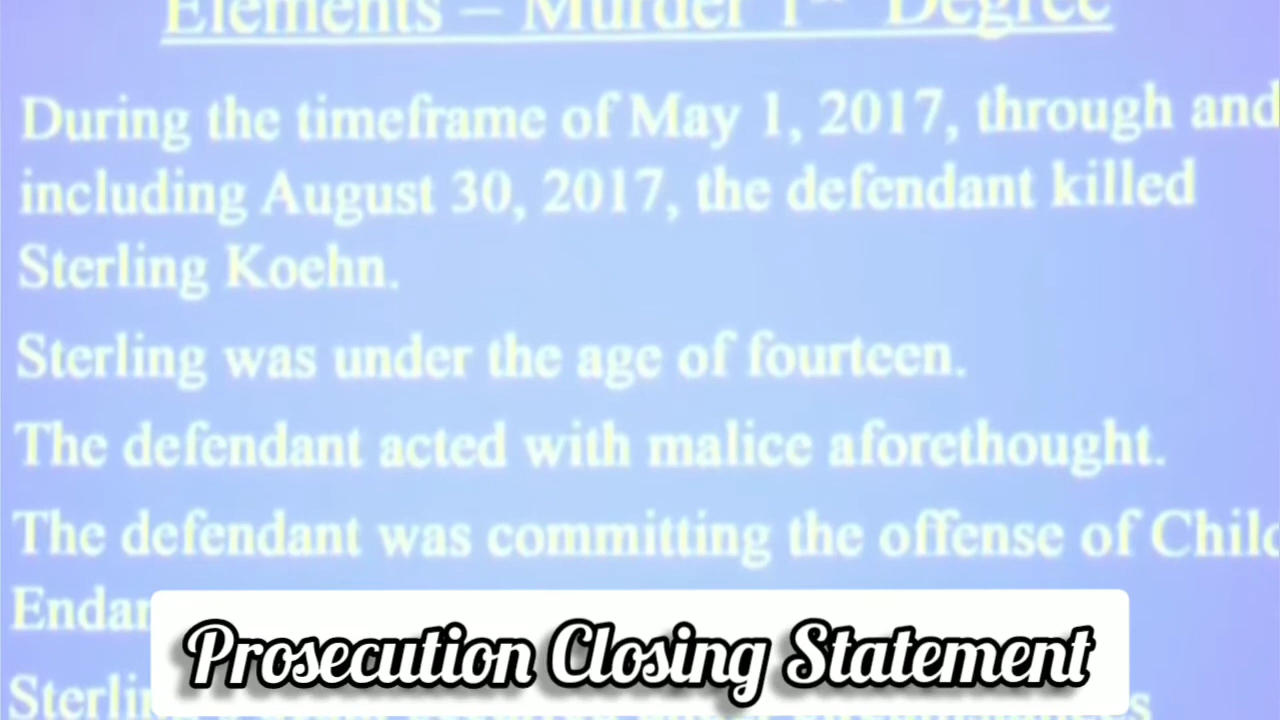 Elements – Murder 1st Degree
During the timeframe of May 1, 2017, through and
including August 30, 2017, the defendant killed
Sterling Koehn.
Sterling was under the age of fourteen.
The defendant acted with malice aforethought.
The defendant was committing the offense of Chil
Endan
Prosecution Closing Statement
Sterlin